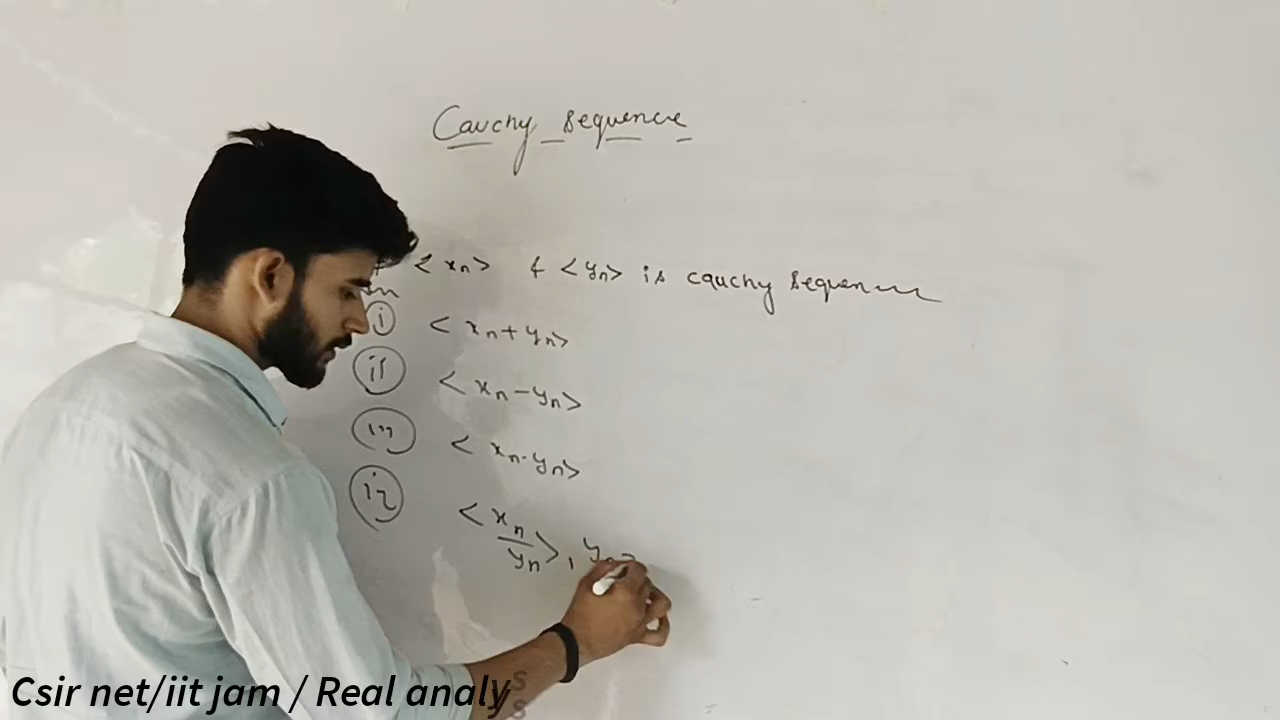 Cauchy sequence
<xn> & <yn> is cauchy sequence
(i) <xn+yn>
(ii) <xn-yn>
(iii) <xn.yn>
(iv) <xn/yn>, yn
Csir net/iit jam / Real analy